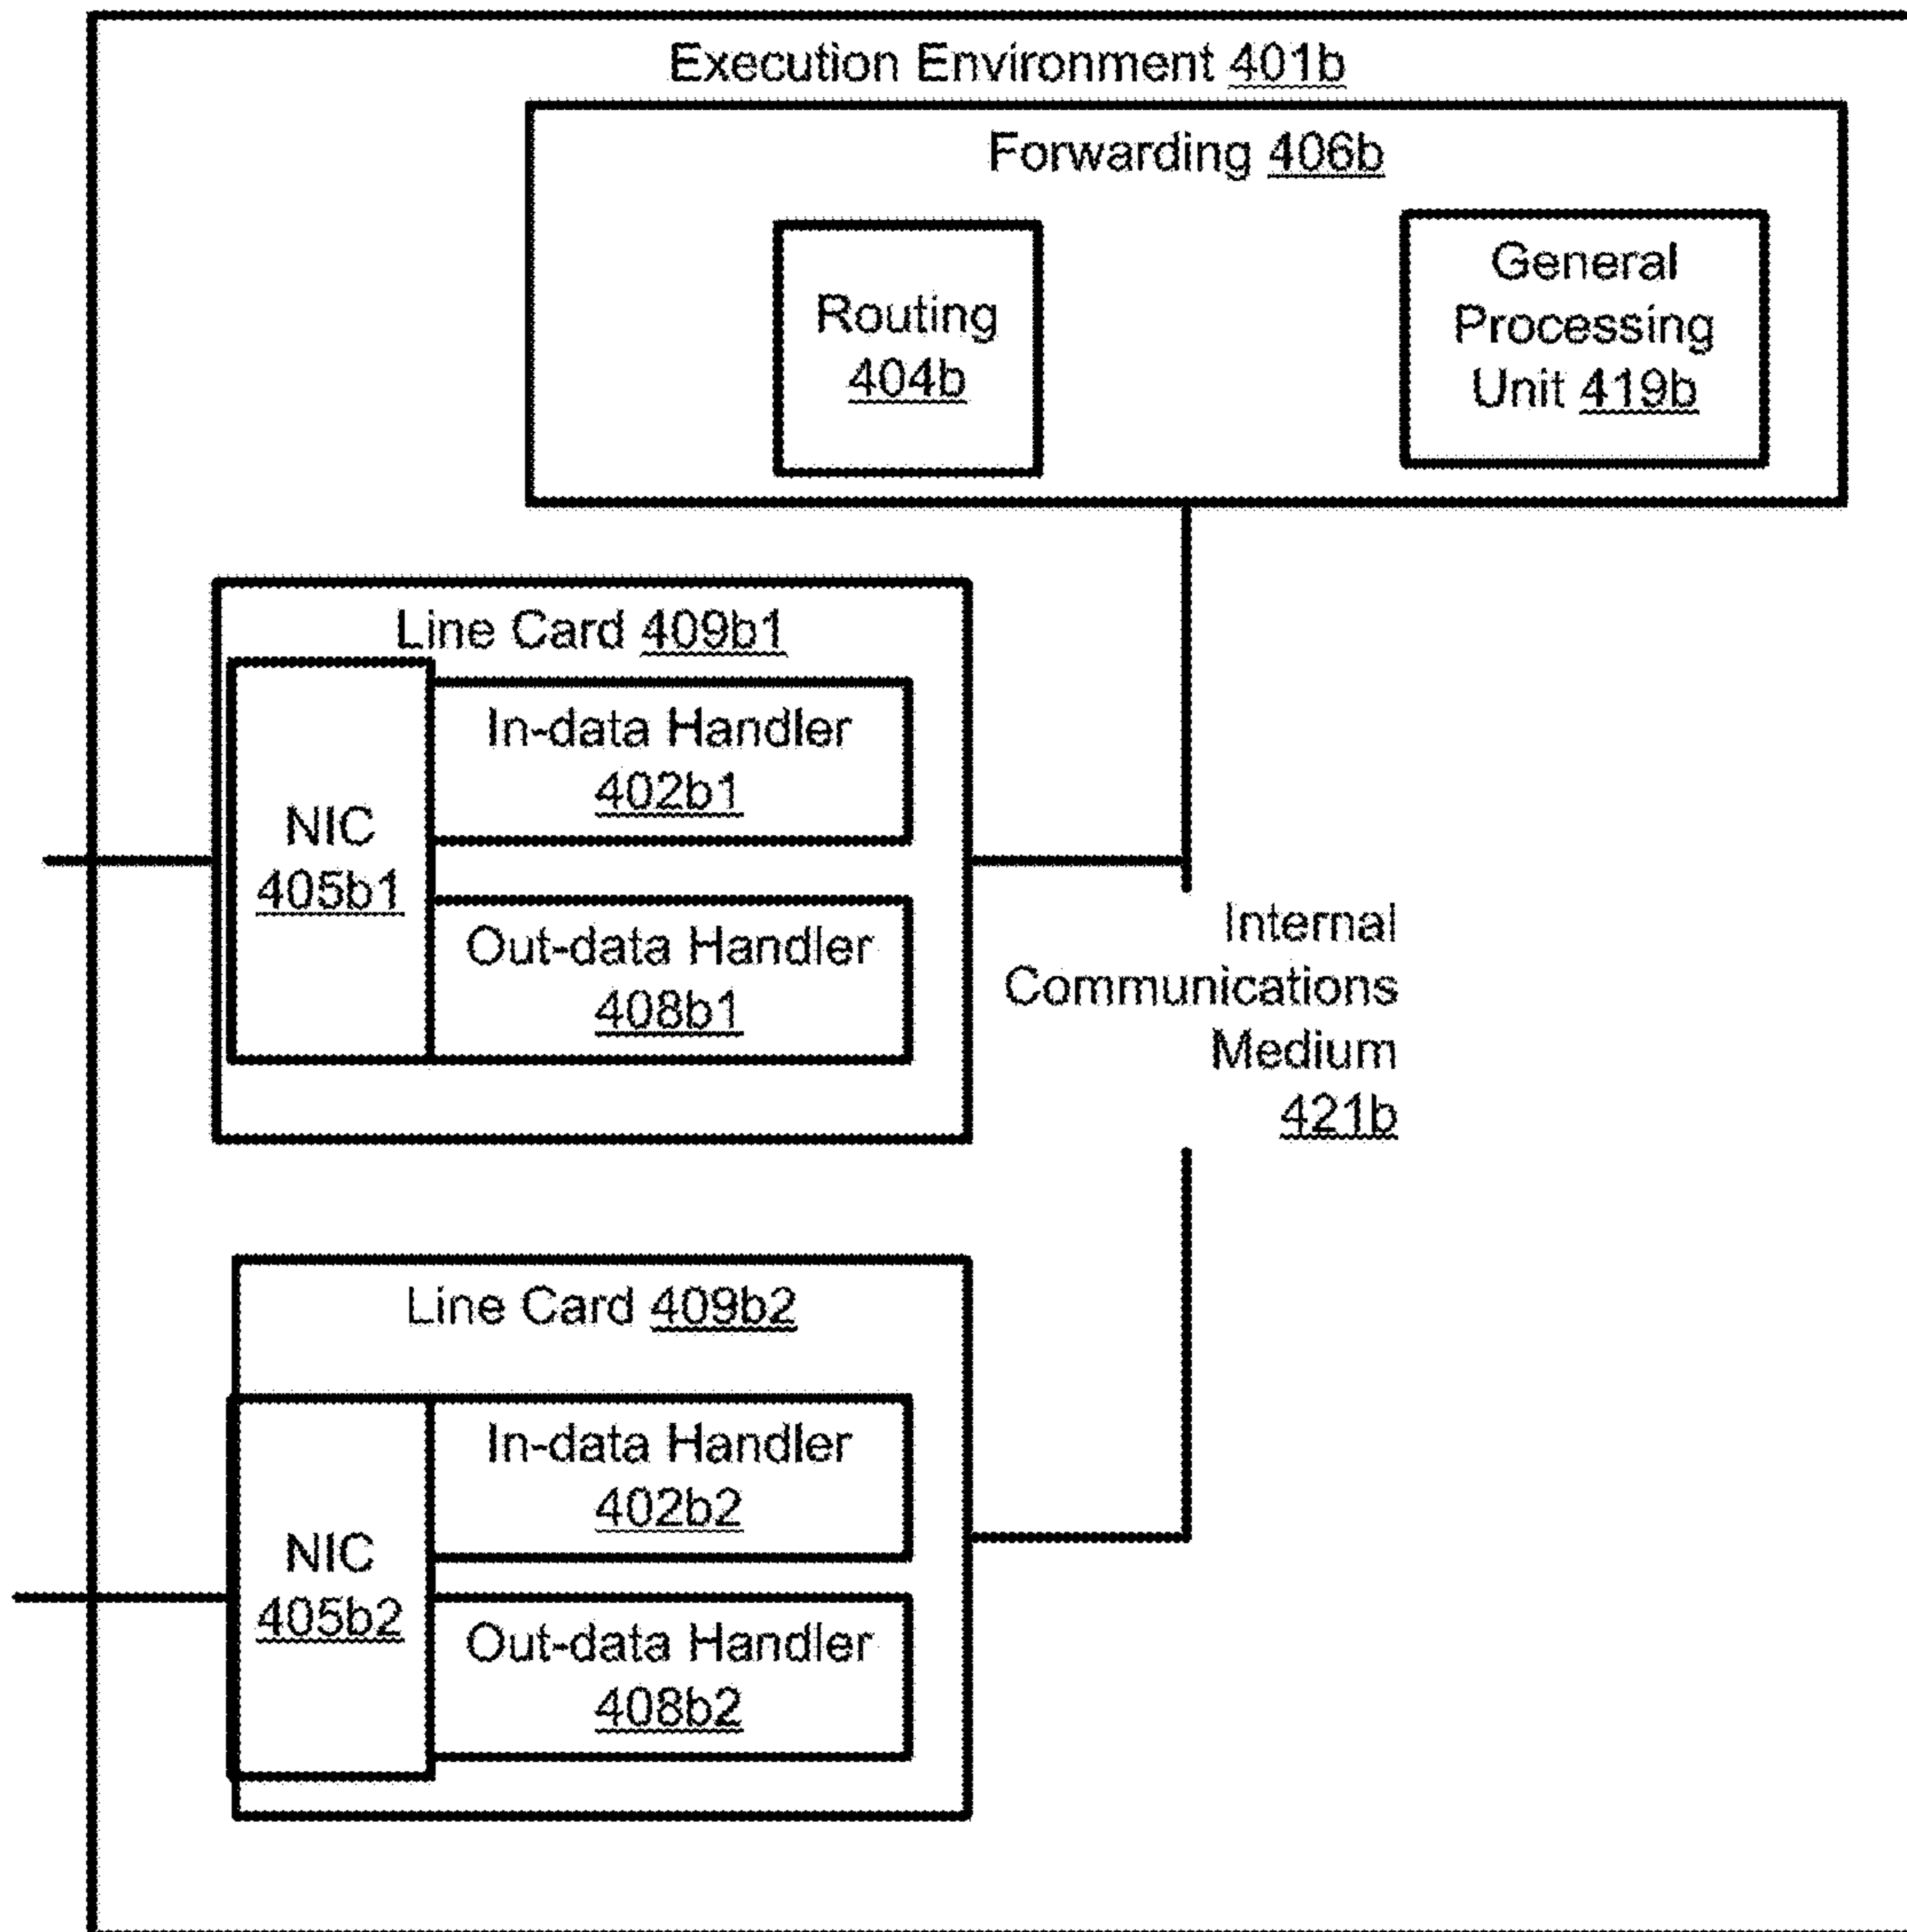 Execution Environment 401b
Forwarding 406b
Routing
404b
General
Processing
Unit 419b
Line Card 409b1
NIC
405b1
In-data Handler
402b1
Out-data Handler
408b1
Internal
Communications
Medium
421b
Line Card 409b2
NIC
405b2
In-data Handler
402b2
Out-data Handler
408b2